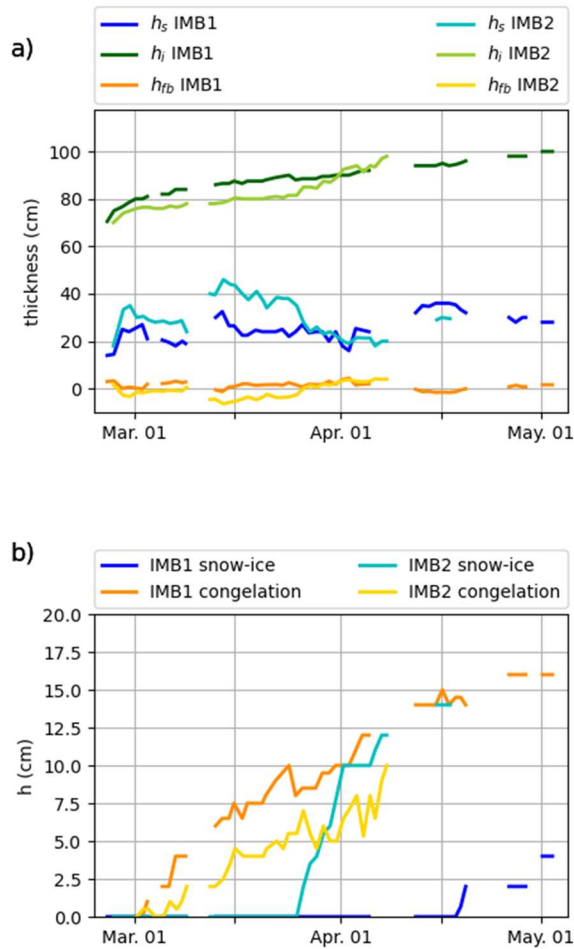 a)
h_s IMB1 h_s IMB2
h_i IMB1 h_i IMB2
h_fb IMB1 h_fb IMB2
100
80
60
40
20
0
thickness (cm)
Mar. 01 Apr. 01 May. 01
b)
IMB1 snow-ice IMB2 snow-ice
IMB1 congelation IMB2 congelation
20.0
17.5
15.0
12.5
10.0
7.5
5.0
2.5
0.0
h (cm)
Mar. 01 Apr. 01 May. 01